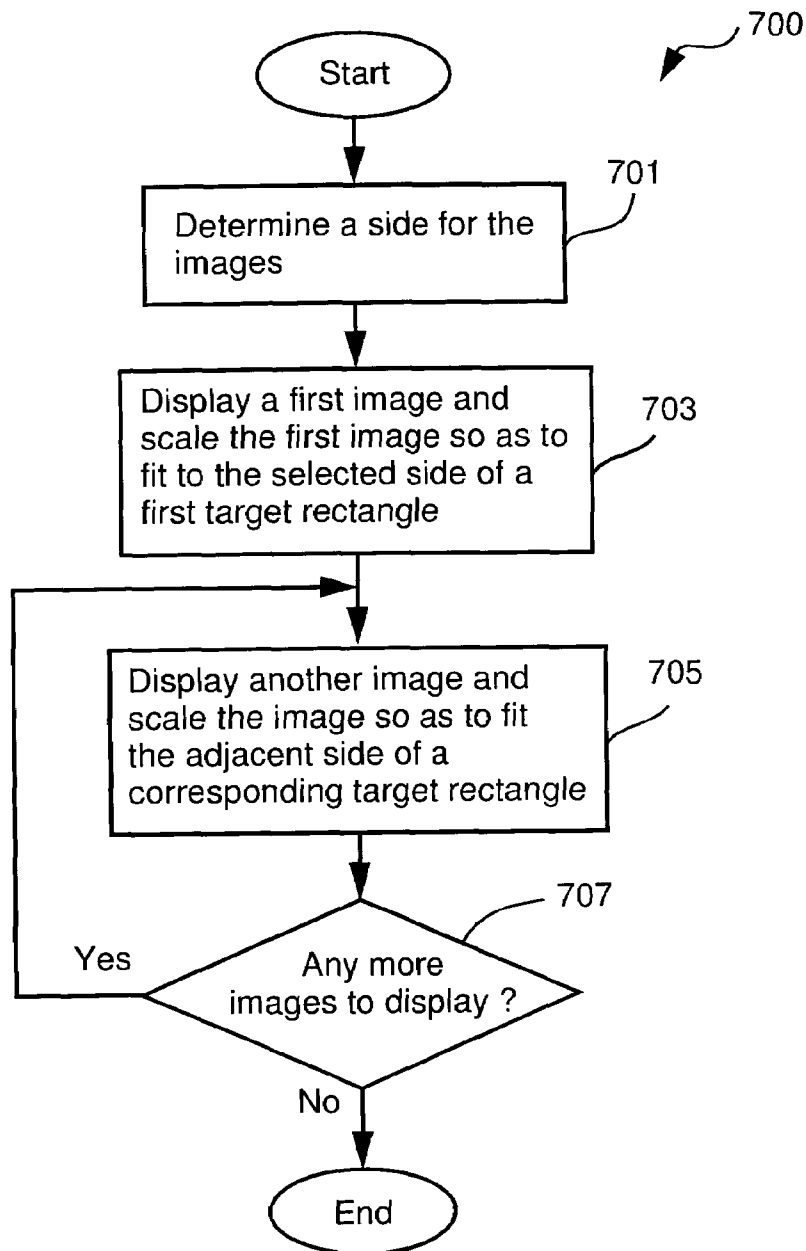 700
Start
701
Determine a side for the
images
Display a first image and
scale the first image so as to
fit to the selected side of a
first target rectangle
703
Display another image and
scale the image so as to fit
the adjacent side of a
corresponding target rectangle
705
707
Yes
Any more
images to display ?
No
End